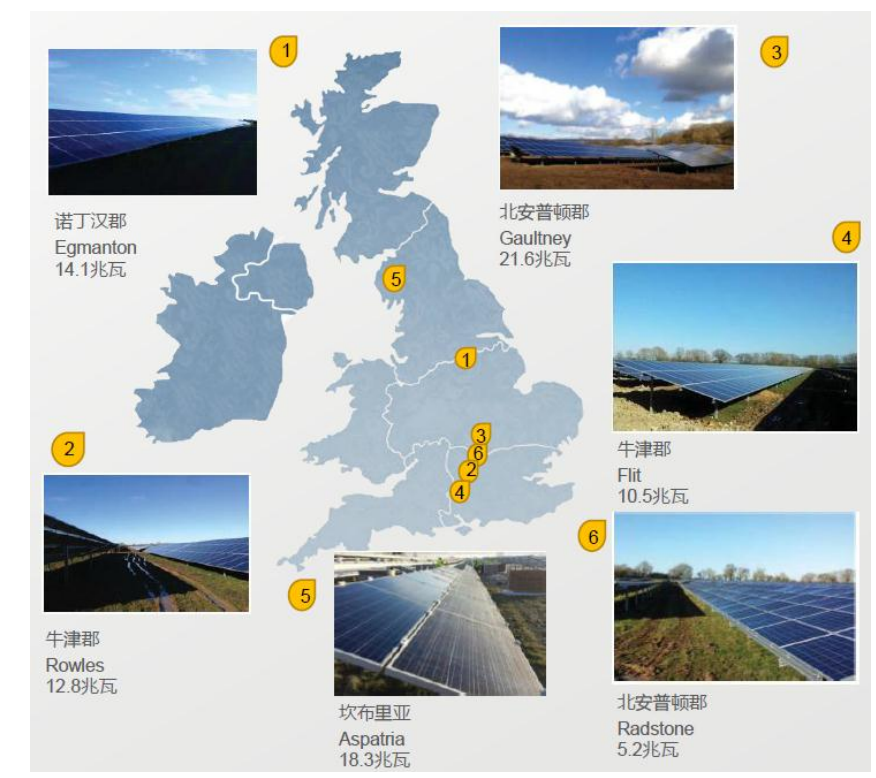 1
诺丁汉郡
Egmanton
14.1兆瓦
3
北安普顿郡
Gaultney
21.6兆瓦
4
牛津郡
Flit
10.5兆瓦
5
1
3
6
2
4
2
牛津郡
Rowles
12.8兆瓦
5
坎布里亚
Aspatria
18.3兆瓦
6
北安普顿郡
Radstone
5.2兆瓦